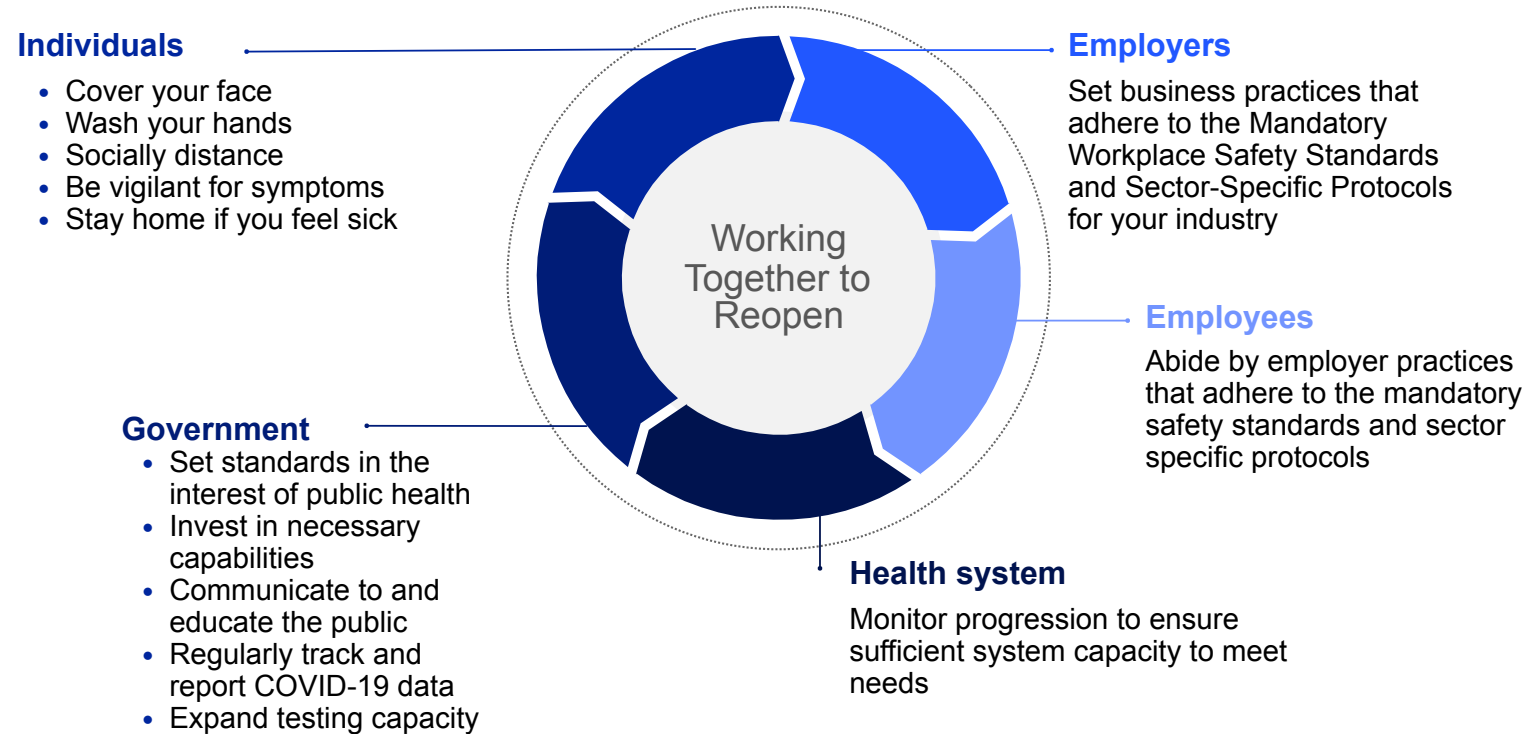 Individuals
• Cover your face
• Wash your hands
• Socially distance
• Be vigilant for symptoms
• Stay home if you feel sick
Employers
Set business practices that
adhere to the Mandatory
Workplace Safety Standards
and Sector-Specific Protocols
for your industry
Working
Together to
Reopen
Employees
Abide by employer practices
that adhere to the mandatory
safety standards and sector
specific protocols
Government
• Set standards in the
interest of public health
• Invest in necessary
capabilities
• Communicate to and
educate the public
• Regularly track and
report COVID-19 data
• Expand testing capacity
Health system
Monitor progression to ensure
sufficient system capacity to meet
needs